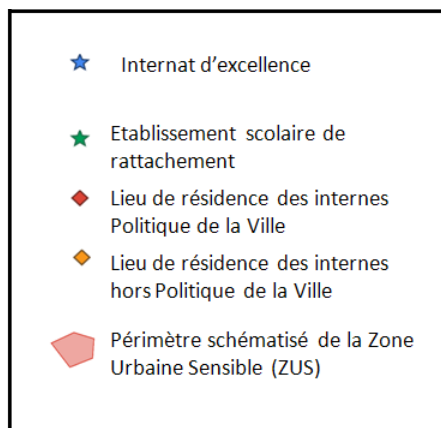 Internat d'excellence
Etablissement scolaire de
rattachement
Lieu de résidence des internes
Politique de la Ville
Lieu de résidence des internes
hors Politique de la Ville
Périmètre schématisé de la Zone
Urbaine Sensible (ZUS)